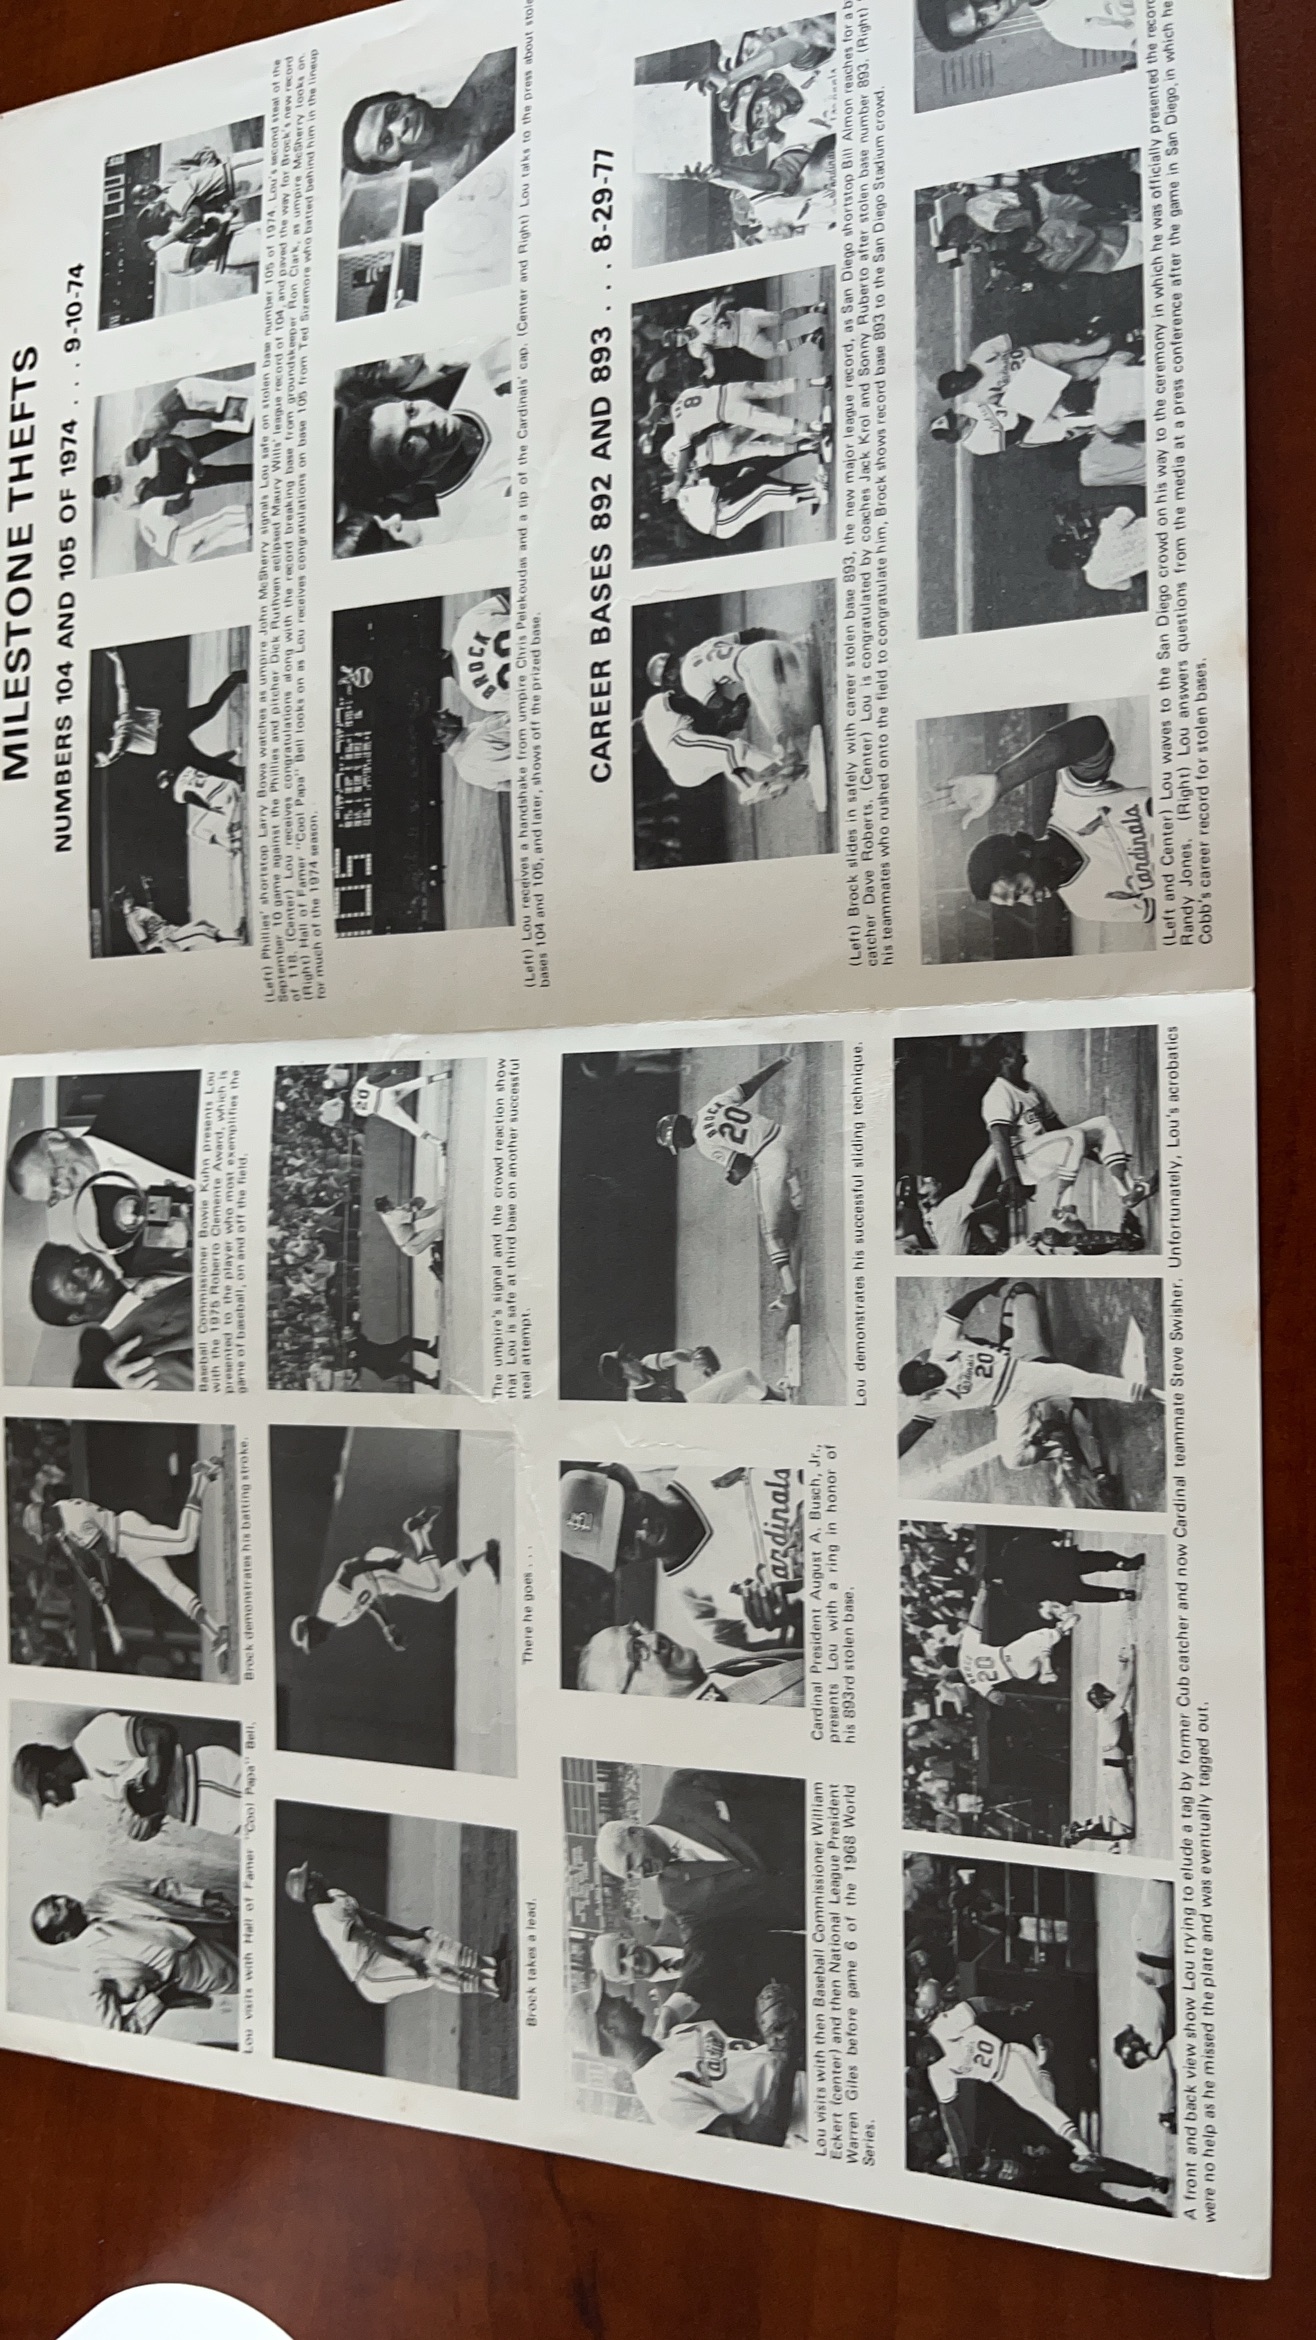 Lou visits with Hall of Famer "Cool Papa" Bell.
Brock demonstrates his batting stroke.
Baseball Commissioner Bowie Kuhn presents Lou
with the 1975 Roberto Clemente Award, which is
presented to the player who most exemplifies the
game of baseball, on and off the field.
Brock takes a lead.
There he goes . . .
The umpire's signal and the crowd reaction show
that Lou is safe at third base on another successful
steal attempt.
Lou visits with then Baseball Commissioner William
Eckert (center) and then National League President
Warren Giles before game 6 of the 1968 World
Series.
Cardinals
Cardinal President August A. Busch, Jr.,
presents Lou with a ring in honor of
his 893rd stolen base.
BROCK
20
Lou demonstrates his successful sliding technique.
20
20
20
A front and back view show Lou trying to elude a tag by former Cub catcher and now Cardinal teammate Steve Swisher. Unfortunately, Lou's acrobatics
were no help as he missed the plate and was eventually tagged out.
MILESTONE THEFTS
NUMBERS 104 AND 105 OF 1974 . . . 9-10-74
LOU
(Left) Phillies' shortstop Larry Bowa watches as umpire John McSherry signals Lou safe on stolen base number 105 of 1974. Lou's second steal of the
September 10 game against the Phillies and pitcher Dick Ruthven eclipsed Maury Wills' league record of 104, and paved the way for Brock's new record
of 118. (Center) Lou receives congratulations along with the record breaking base from groundskeeper Ron Clark, as umpire McSherry looks on.
(Right) Hall of Famer "Cool Papa" Bell looks on as Lou receives congratulations on base 105 from Ted Sizemore who batted behind him in the lineup
for much of the 1974 season.
BROCK
(Left) Lou receives a handshake from umpire Chris Pelekoudas and a tip of the Cardinals' cap. (Center and Right) Lou talks to the press about
bases 104 and 105, and later, shows off the prized base.
CAREER BASES 892 AND 893 . . . 8-29-77
8
(Left) Brock slides in safely with career stolen base 893, the new major league record, as San Diego shortstop Bill Almon reaches for a
catcher Dave Roberts. (Center) Lou is congratulated by coaches Jack Krol and Sonny Ruberto after stolen base number 893. (Right)
his teammates who rushed onto the field to congratulate him, Brock shows record base 893 to the San Diego Stadium crowd.
Cardinals
20
(Left and Center) Lou waves to the San Diego crowd on his way to the ceremony in which he was officially presented the
Randy Jones. (Right) Lou answers questions from the media at a press conference after the game in San Diego, in which he
Cobb's career record for stolen bases.